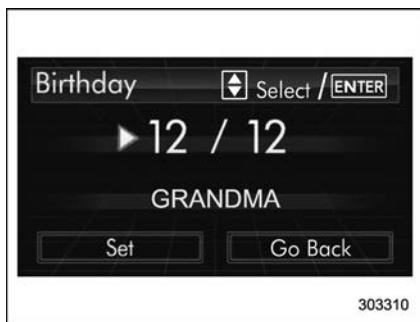 Birthday Select / ENTER
12 / 12
GRANDMA
Set Go Back
303310